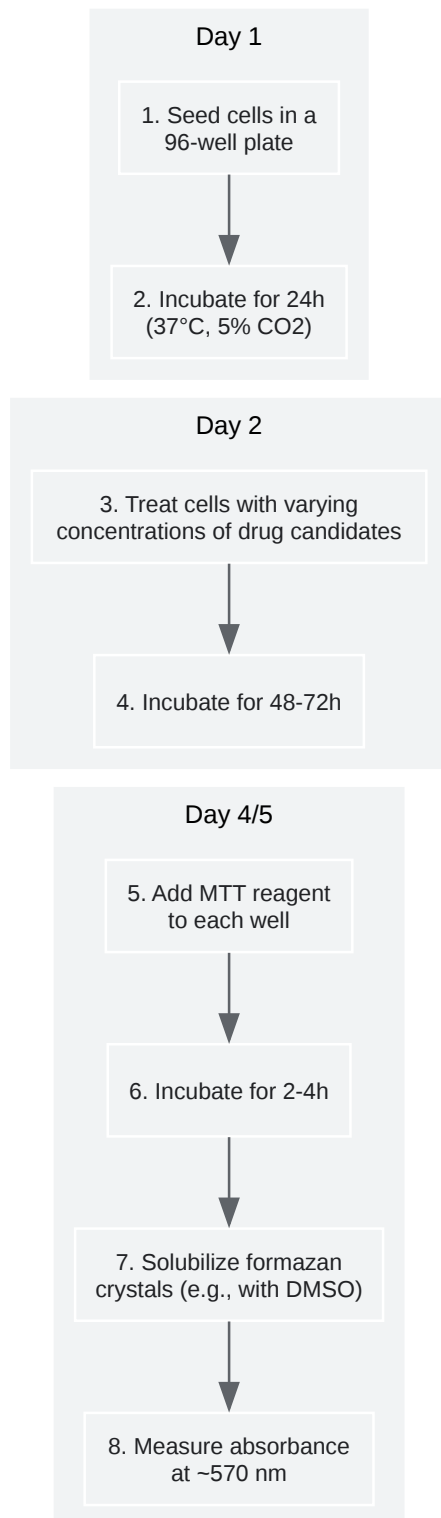 Day 1
1. Seed cells in a
96-well plate
2. Incubate for 24h
(37°C, 5% CO2)
Day 2
3. Treat cells with varying
concentrations of drug candidates
4. Incubate for 48-72h
Day 4/5
5. Add MTT reagent
to each well
6. Incubate for 2-4h
7. Solubilize formazan
crystals (e.g., with DMSO)
8. Measure absorbance
at ~570 nm